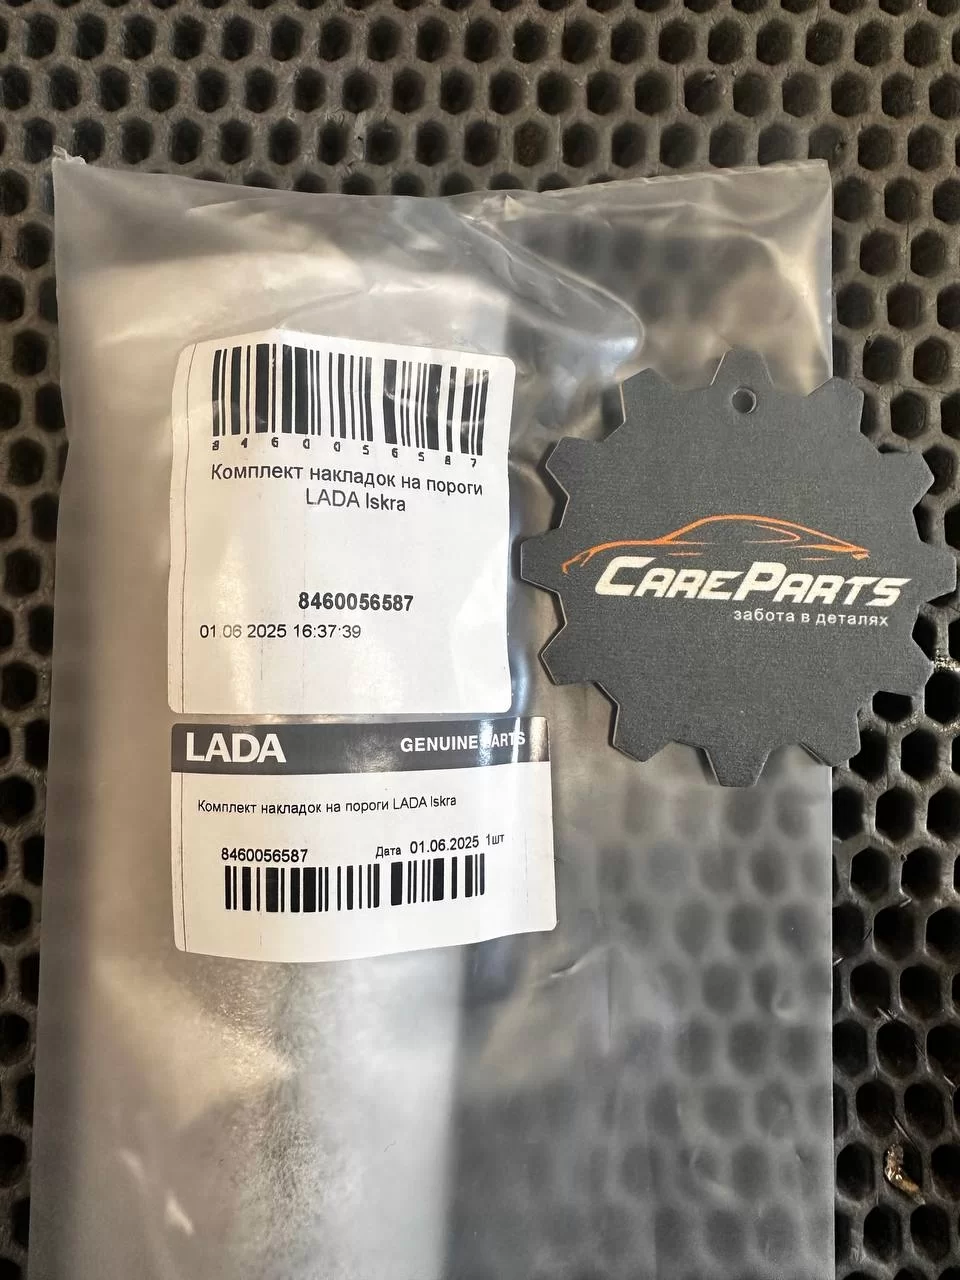 8460056587
Комплект накладок на пороги
LADA Iskra
8460056587
01.06 2025 16:37:39
LADA GENUINE PARTS
Комплект накладок на пороги LADA Iskra
8460056587 Дата 01.06.2025 1шт
CAREPARTS
забота в деталях